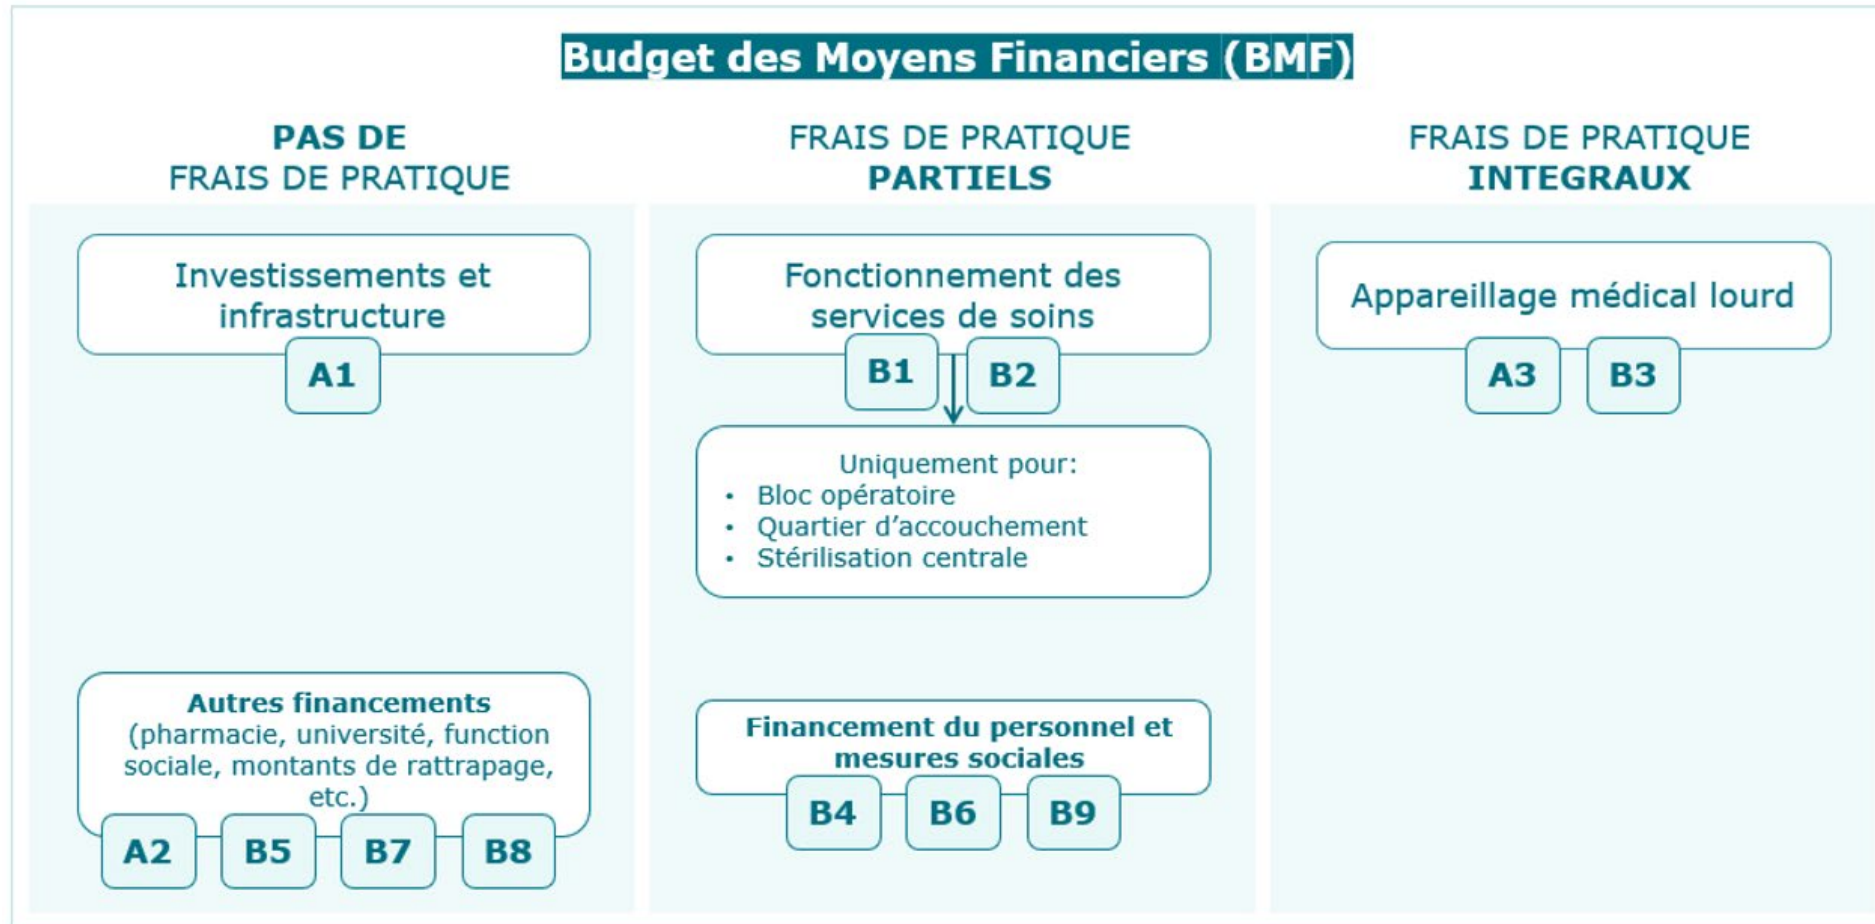 Budget des Moyens Financiers (BMF)
PAS DE
FRAIS DE PRATIQUE
Investissements et
infrastructure
A1
Autres financements
(pharmacie, université, function
sociale, montants de rattrapage,
etc.)
A2 B5 B7 B8
FRAIS DE PRATIQUE
PARTIELS
Fonctionnement des
services de soins
B1 B2
Uniquement pour:
• Bloc opératoire
• Quartier d’accouchement
• Stérilisation centrale
Financement du personnel et
mesures sociales
B4 B6 B9
FRAIS DE PRATIQUE
INTEGRAUX
Appareillage médical lourd
A3 B3